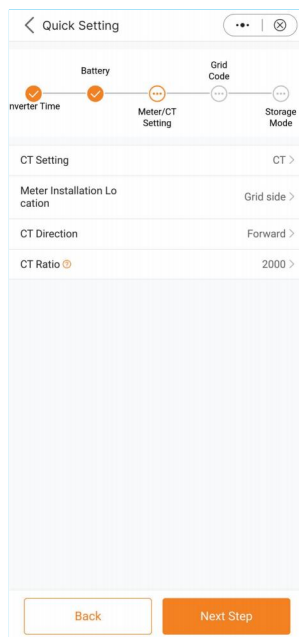 Quick Setting
Battery
Grid
Code
nverter Time
Meter/CT
Setting
Storage
Mode
CT Setting
CT
Meter Installation Lo
cation
Grid side
CT Direction
Forward
CT Ratio
2000
Back
Next Step